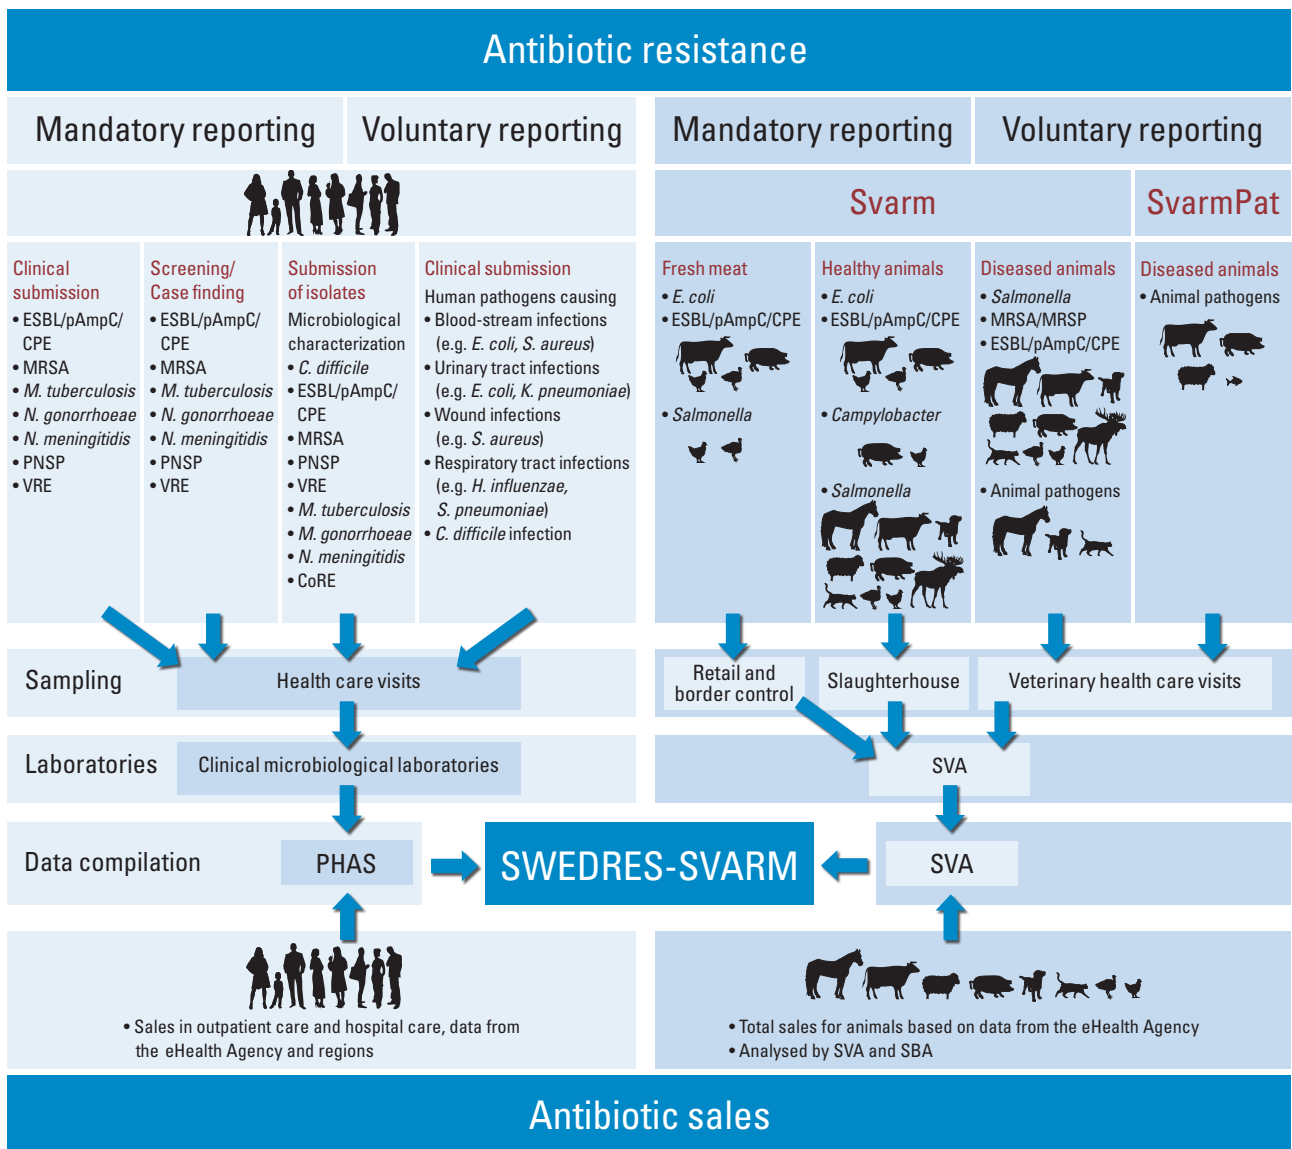 Antibiotic resistance
Mandatory reporting
Voluntary reporting
Mandatory reporting
Voluntary reporting
Svarm
SvarmPat
Clinical
submission
• ESBL/pAmpC/
CPE
• MRSA
• M. tuberculosis
• N. gonorrhoeae
• N. meningitidis
• PNSP
• VRE
Screening/
Case finding
• ESBL/pAmpC/
CPE
• MRSA
• M. tuberculosis
• N. gonorrhoeae
• N. meningitidis
• PNSP
• VRE
Submission
of isolates
Microbiological
characterization
• C. difficile
• ESBL/pAmpC/
CPE
• MRSA
• PNSP
• VRE
• M. tuberculosis
• M. gonorrhoeae
• N. meningitidis
• CoRE
Clinical submission
Human pathogens causing
• Blood-stream infections
(e.g. E. coli, S. aureus)
• Urinary tract infections
(e.g. E. coli, K. pneumoniae)
• Wound infections
(e.g. S. aureus)
• Respiratory tract infections
(e.g. H. influenzae,
S. pneumoniae)
• C. difficile infection
Fresh meat
• E. coli
• ESBL/pAmpC/CPE
• Salmonella
Healthy animals
• E. coli
• ESBL/pAmpC/CPE
• Campylobacter
• Salmonella
Diseased animals
• Salmonella
• MRSA/MRSP
• ESBL/pAmpC/CPE
• Animal pathogens
Diseased animals
• Animal pathogens
Sampling
Health care visits
Retail and
border control
Slaughterhouse
Veterinary health care visits
Laboratories
Clinical microbiological laboratories
SVA
Data compilation
PHAS
SWEDRES-SVARM
SVA
• Sales in outpatient care and hospital care, data from
the eHealth Agency and regions
• Total sales for animals based on data from the eHealth Agency
• Analysed by SVA and SBA
Antibiotic sales